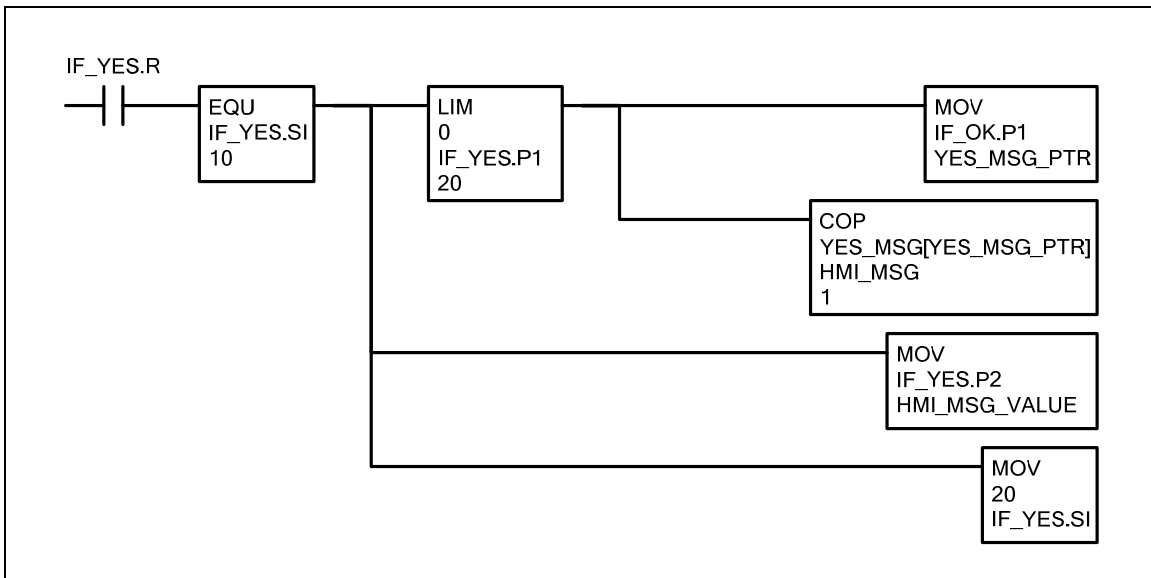 IF_YES.R
EQU
IF_YES.SI
10
LIM
0
IF_YES.P1
20
MOV
IF_OK.P1
YES_MSG_PTR
COP
YES_MSG[YES_MSG_PTR]
HMI_MSG
1
MOV
IF_YES.P2
HMI_MSG_VALUE
MOV
20
IF_YES.SI